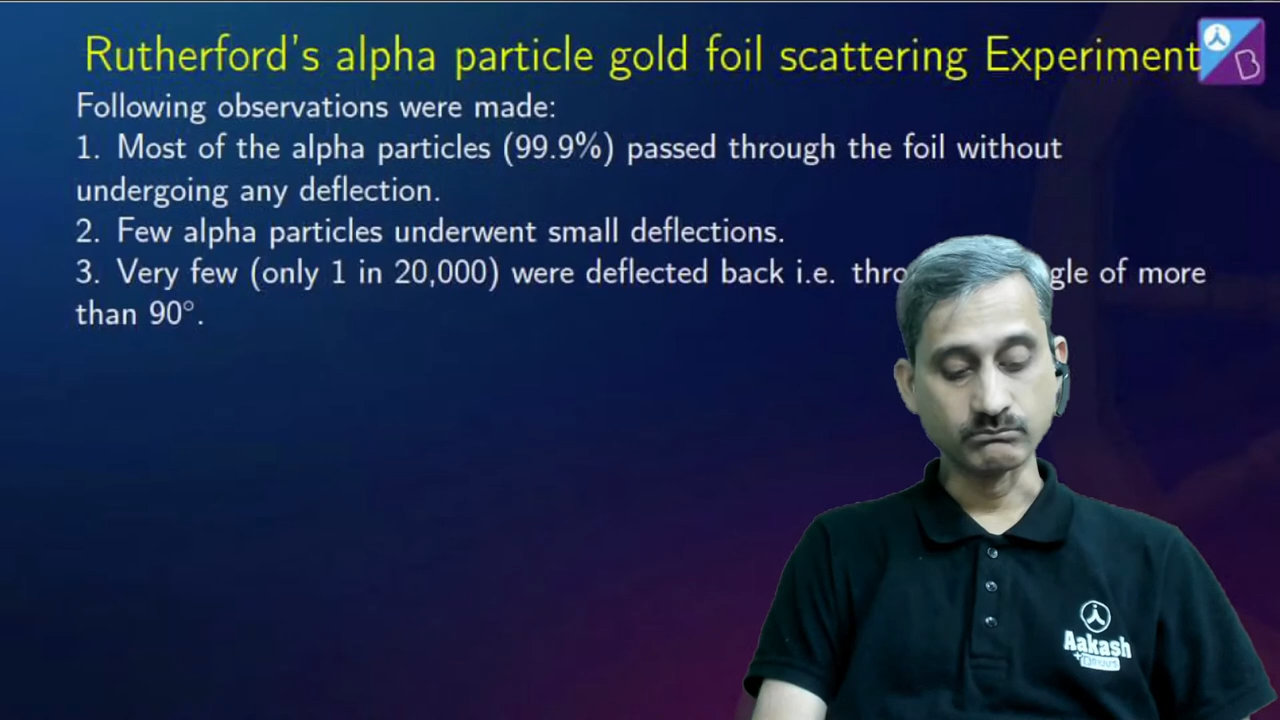 Rutherford's alpha particle gold foil scattering Experiment
Following observations were made:
1. Most of the alpha particles (99.9%) passed through the foil without
undergoing any deflection.
2. Few alpha particles underwent small deflections.
3. Very few (only 1 in 20,000) were deflected back i.e. of more
than 90°.
B
Aakash